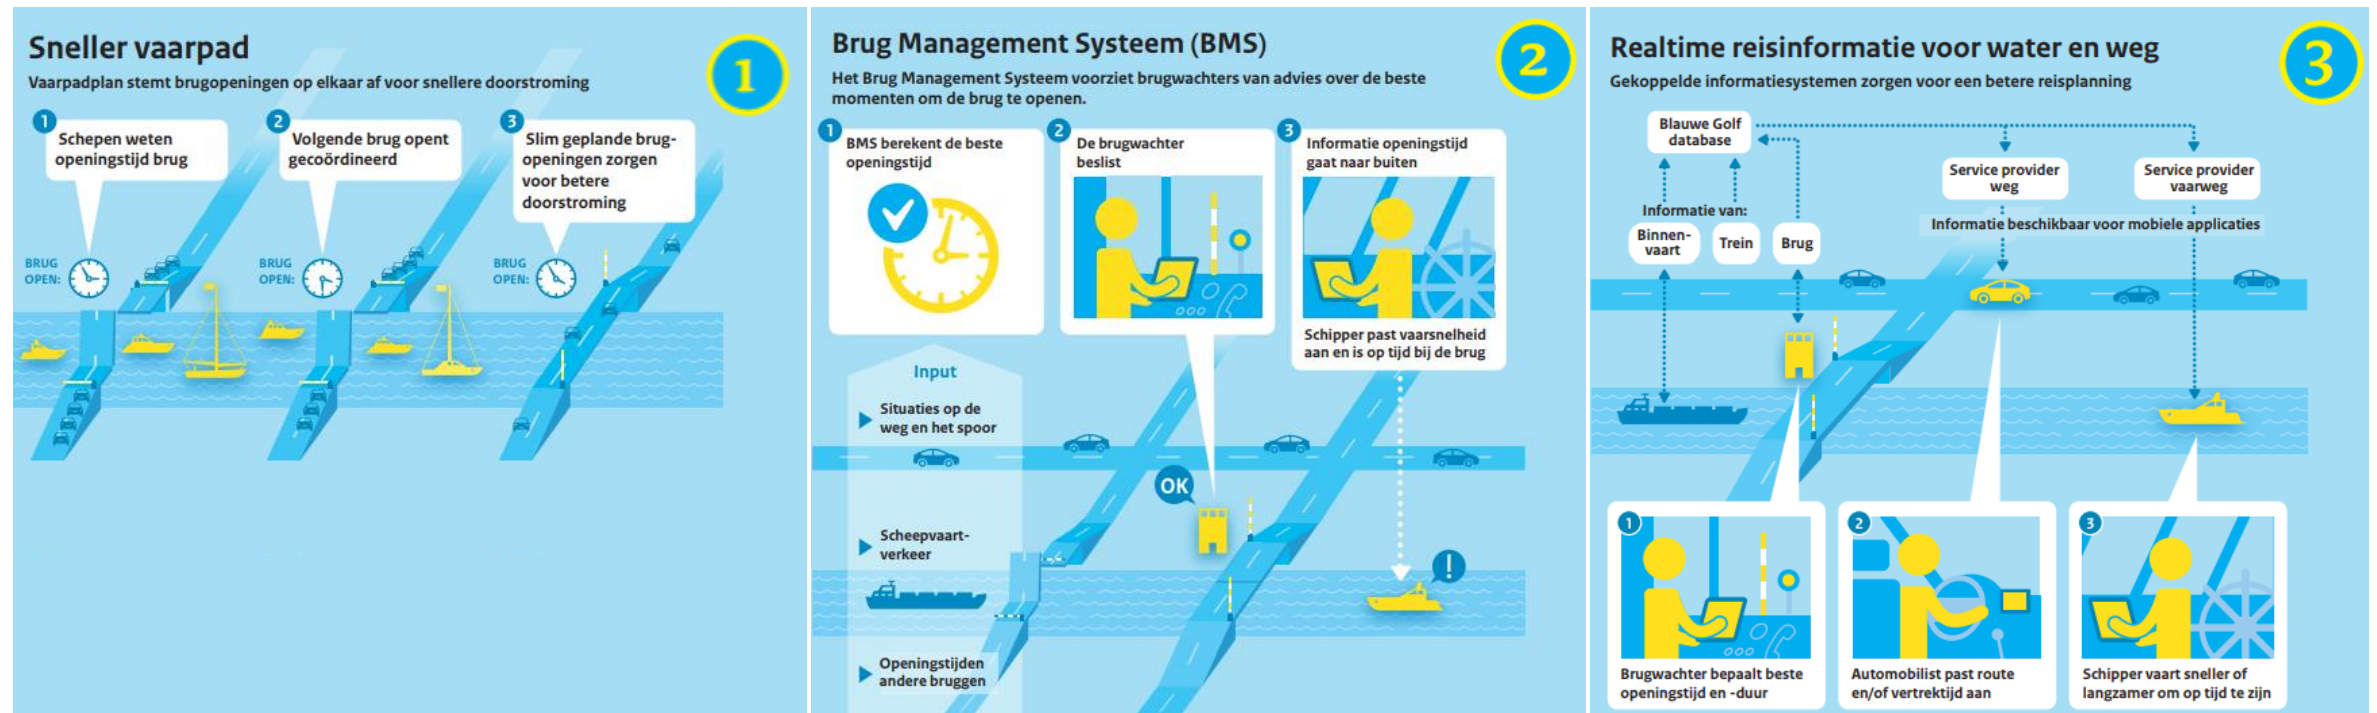 Sneller vaarpad
1
Vaarpadplan stemt brugopeningen op elkaar af voor snellere doorstroming
1
Schepen weten
openingstijd brug
2
Volgende brug opent
gecoördineerd
3
Slim geplande brug-
openingen zorgen
voor betere
doorstroming
BRUG
OPEN:
BRUG
OPEN:
BRUG
OPEN:
Brug Management Systeem (BMS)
2
Het Brug Management Systeem voorziet brugwachters van advies over de beste
momenten om de brug te openen.
1
BMS berekent de beste
openingstijd
2
De brugwachter
beslist
3
Informatie openingstijd
gaat naar buiten
Schipper past vaarsnelheid
aan en is op tijd bij de brug
Input
Situaties op de
weg en het spoor
OK
Scheepvaart-
verkeer
!
Openingstijden
andere bruggen
Realtime reisinformatie voor water en weg
3
Gekoppelde informatiesystemen zorgen voor een betere reisplanning
Blauwe Golf
database
Service provider
weg
Service provider
vaarweg
Informatie van:
Informatie beschikbaar voor mobiele applicaties
Binnen-
vaart
Trein
Brug
1
Brugwachter bepaalt beste
openingstijd en -duur
2
Automobilist past route
en/of vertrektijd aan
3
Schipper vaart sneller of
langzamer om op tijd te zijn